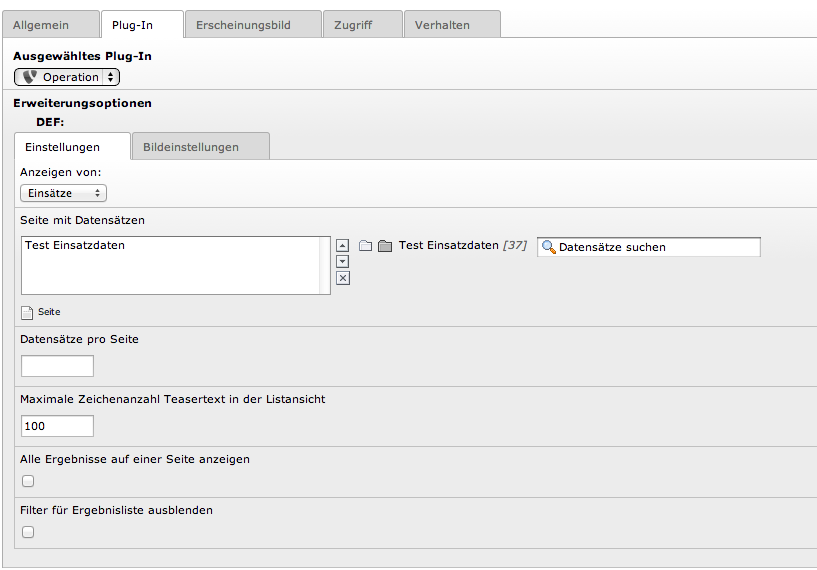 Allgemein Plug-In Erscheinungsbild Zugriff Verhalten
Ausgewähltes Plug-In
Operation
Erweiterungsoptionen
DEF:
Einstellungen Bildeinstellungen
Anzeigen von:
Einsätze
Seite mit Datensätzen
Test Einsatzdaten Test Einsatzdaten [37] Datensätze suchen
Seite
Datensätze pro Seite
Maximale Zeichenanzahl Teasertext in der Listansicht
100
Alle Ergebnisse auf einer Seite anzeigen
Filter für Ergebnisliste ausblenden